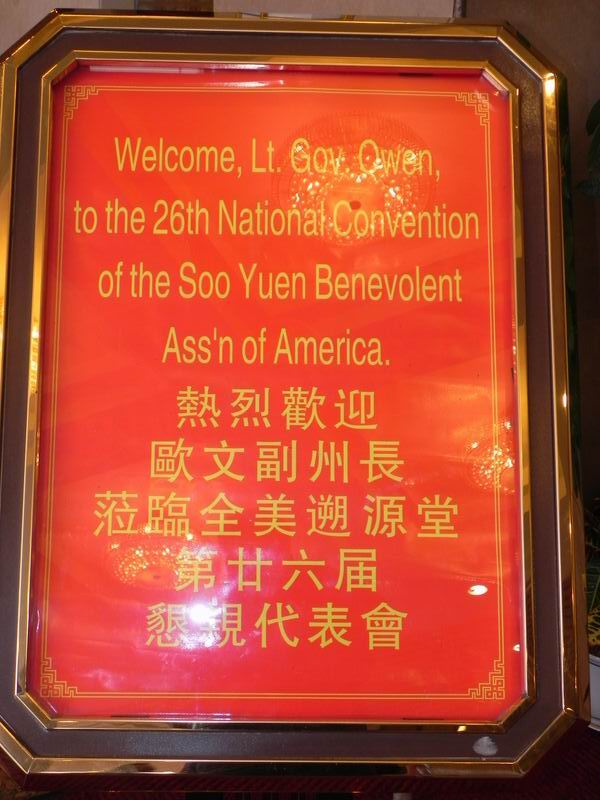 Welcome, Lt. Gov. Owen,
to the 26th National Convention
of the Soo Yuen Benevolent
Ass'n of America.
熱烈歡迎
歐文副州長
蒞臨全美遡源堂
第廿六届
懇親代表會